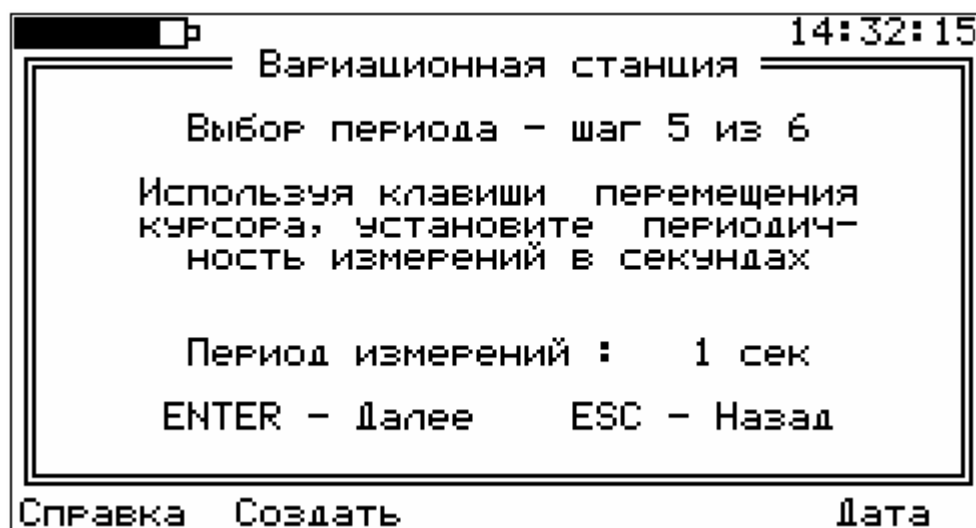 14:32:15
Вариационная станция
Выбор периода - шаг 5 из 6
Используя клавиши перемещения
курсора, установите периодич-
ность измерений в секундах
Период измерений : 1 сек
ENTER - Далее ESC - Назад
Справка Создать Дата